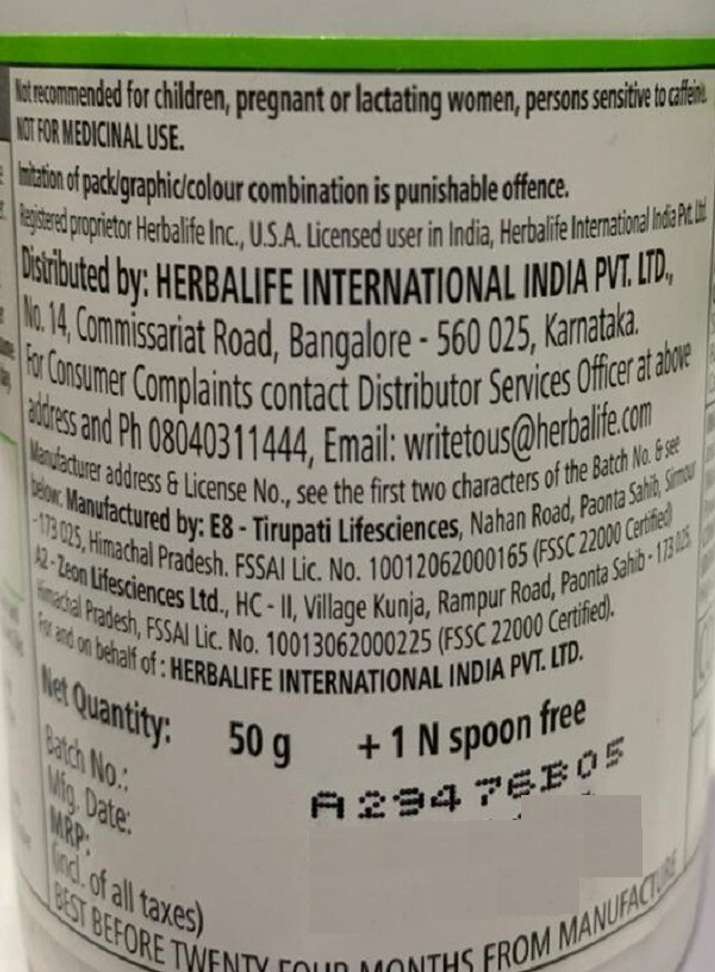 Not recommended for children, pregnant or lactating women, persons sensitive to caffeine.
NOT FOR MEDICINAL USE.
Imitation of pack/graphic/colour combination is punishable offence.
Registered proprietor Herbalife Inc., U.S.A. Licensed user in India, Herbalife International India Pvt. Ltd.
Distributed by: HERBALIFE INTERNATIONAL INDIA PVT. LTD.,
No. 14, Commissariat Road, Bangalore - 560 025, Karnataka.
For Consumer Complaints contact Distributor Services Officer at above
address and Ph 08040311444, Email: writetous@herbalife.com
Manufacturer address & License No., see the first two characters of the Batch No. & see
below: Manufactured by: E8 - Tirupati Lifesciences, Nahan Road, Paonta Sahib, Sirmour
- 173 025, Himachal Pradesh. FSSAI Lic. No. 10012062000165 (FSSC 22000 Certified)
A2 - Zeon Lifesciences Ltd., HC - II, Village Kunja, Rampur Road, Paonta Sahib - 173 025,
Himachal Pradesh, FSSAI Lic. No. 10013062000225 (FSSC 22000 Certified).
For and on behalf of : HERBALIFE INTERNATIONAL INDIA PVT. LTD.
Net Quantity: 50 g + 1 N spoon free
Batch No.: A29476B05
Mfg. Date:
MRP:
(incl. of all taxes)
BEST BEFORE TWENTY FOUR MONTHS FROM MANUFACTURE